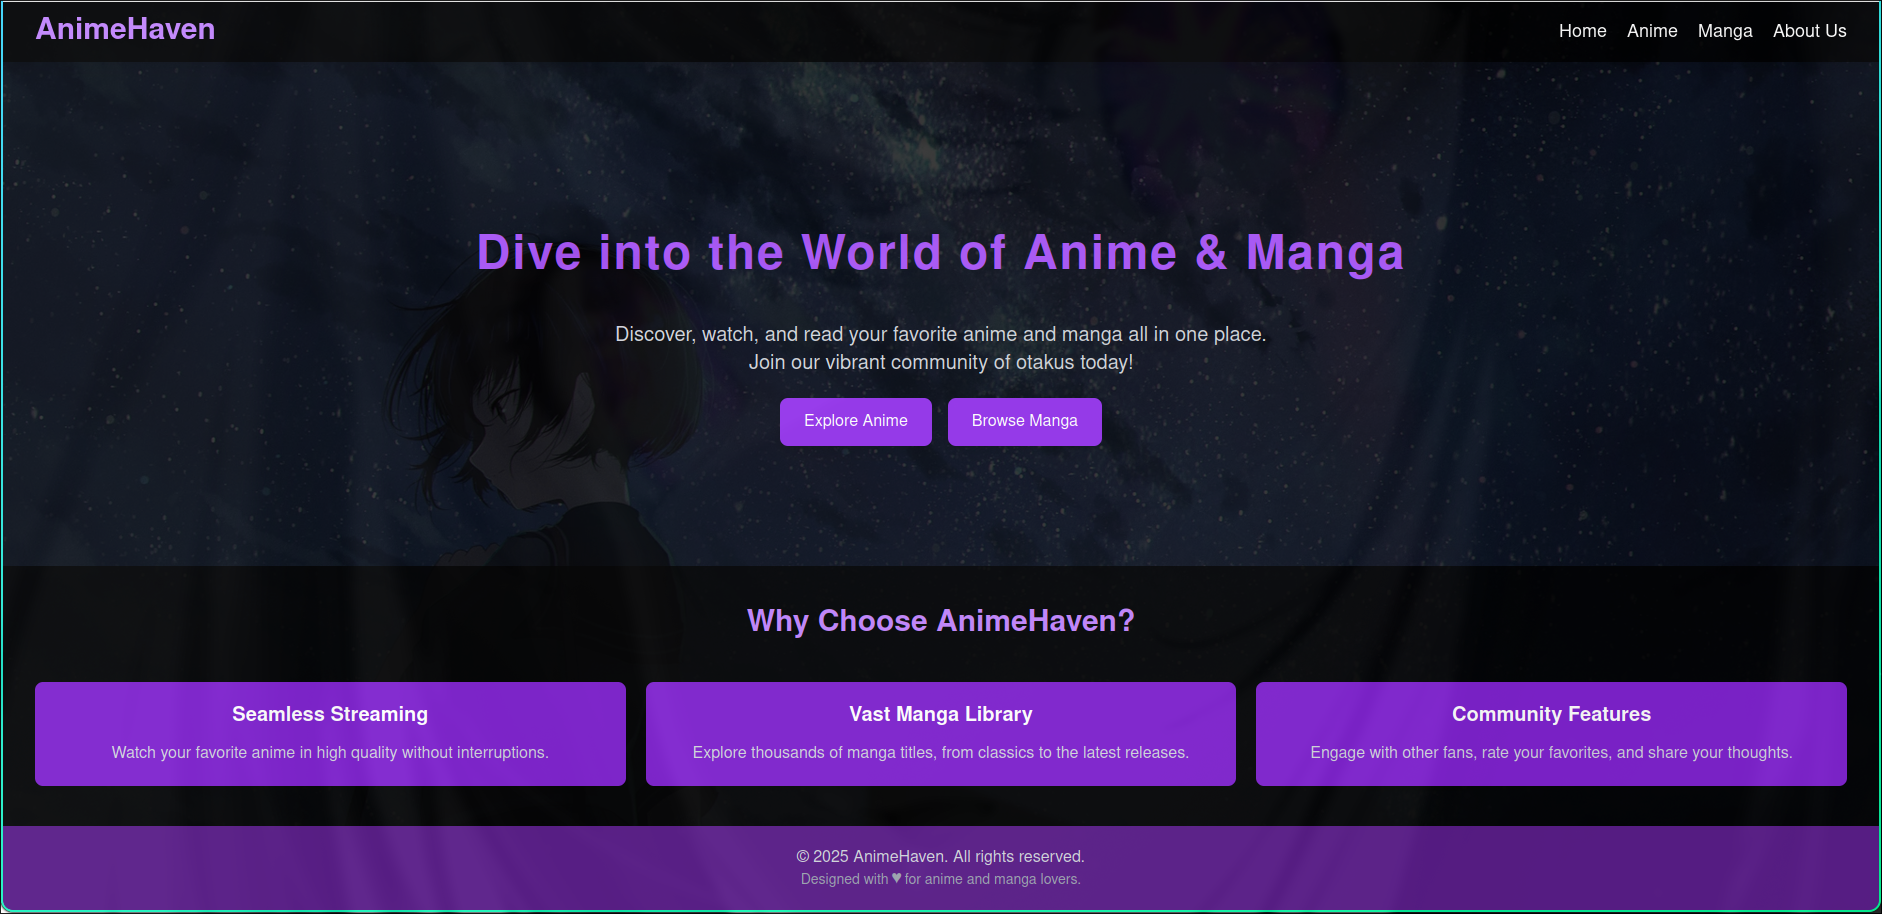 AnimeHaven
Home Anime Manga About Us
Dive into the World of Anime & Manga
Discover, watch, and read your favorite anime and manga all in one place.
Join our vibrant community of otakus today!
Explore Anime Browse Manga
Why Choose AnimeHaven?
Seamless Streaming
Watch your favorite anime in high quality without interruptions.
Vast Manga Library
Explore thousands of manga titles, from classics to the latest releases.
Community Features
Engage with other fans, rate your favorites, and share your thoughts.
© 2025 AnimeHaven. All rights reserved.
Designed with ♥ for anime and manga lovers.